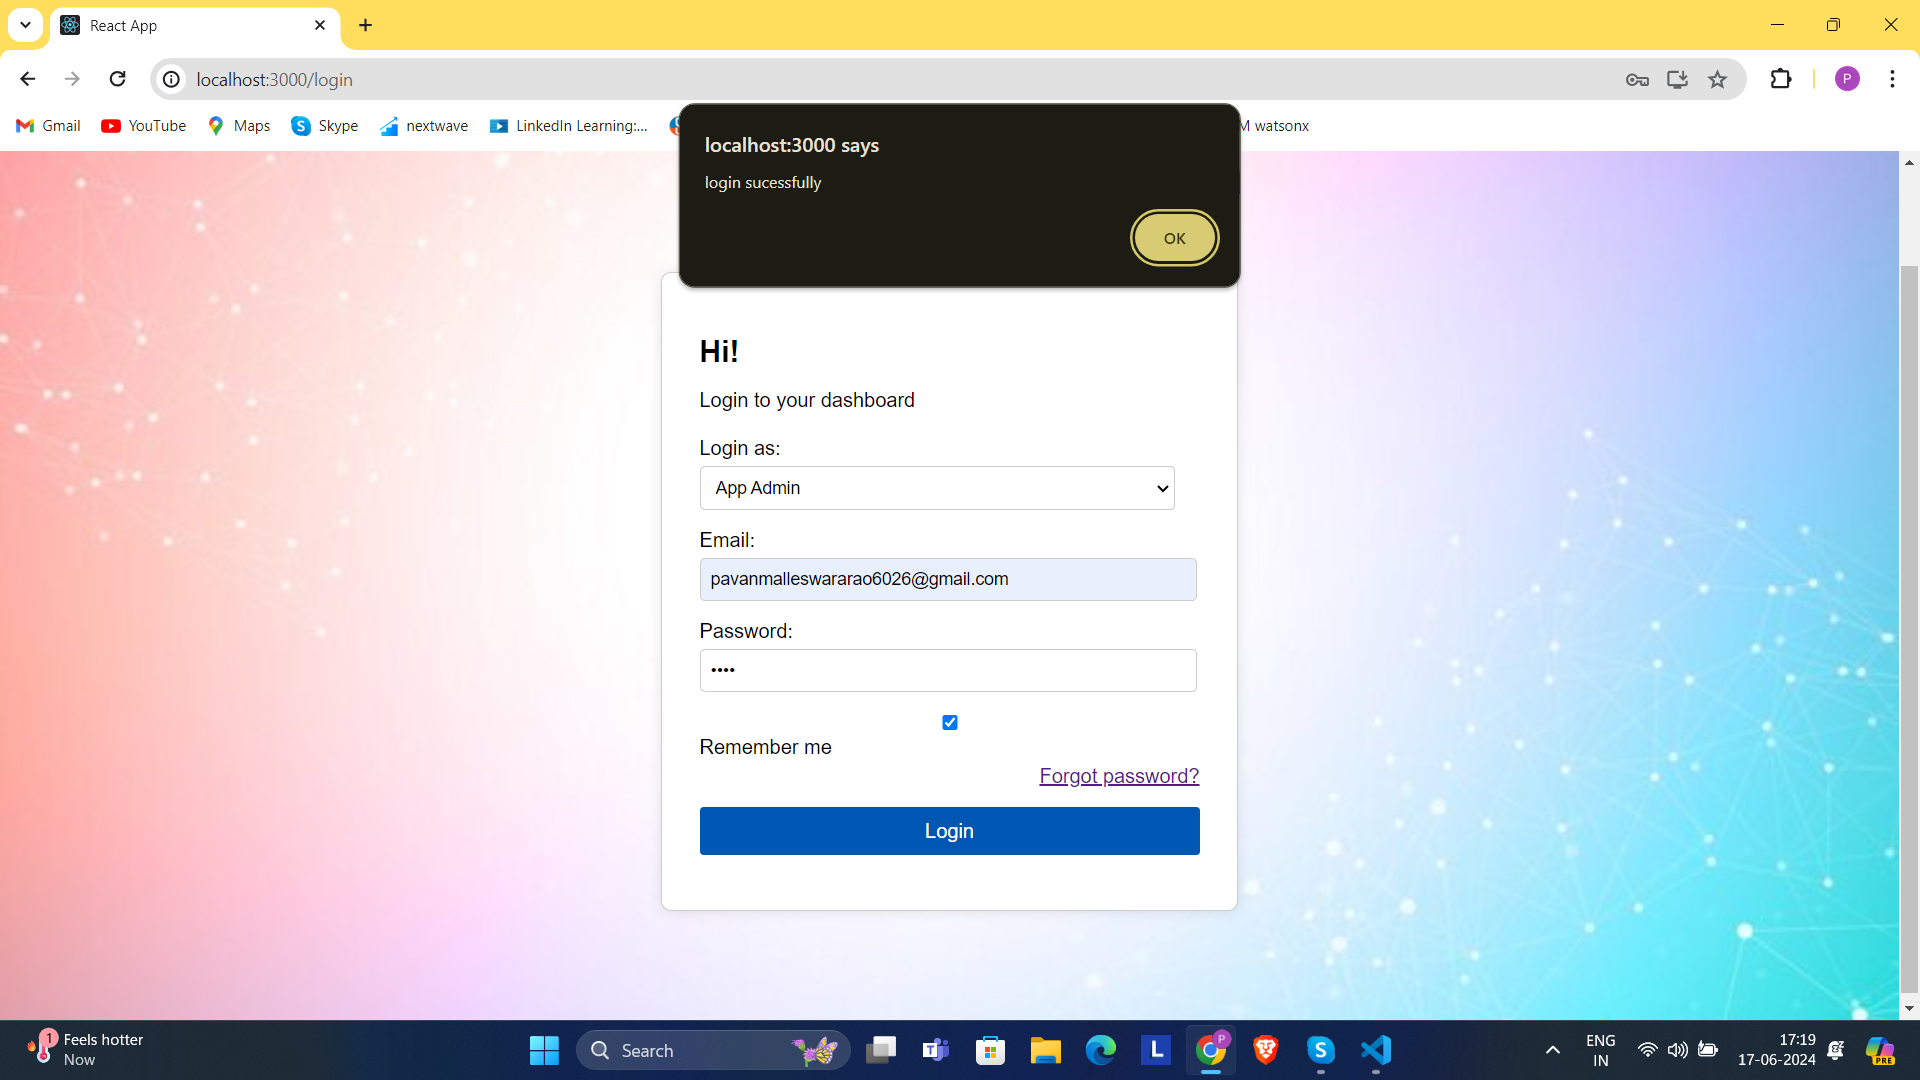 React App
localhost:3000/login
P
Gmail
YouTube
Maps
Skype
nextwave
LinkedIn Learning:...
M watsonx
localhost:3000 says
login sucessfully
OK
Hi!
Login to your dashboard
Login as:
App Admin
Email:
pavanmalleswararao6026@gmail.com
Password:
••••
Remember me
Forgot password?
Login
1
Feels hotter
Now
Search
T
L
P
S
ENG
IN
17:19
17-06-2024
PRE